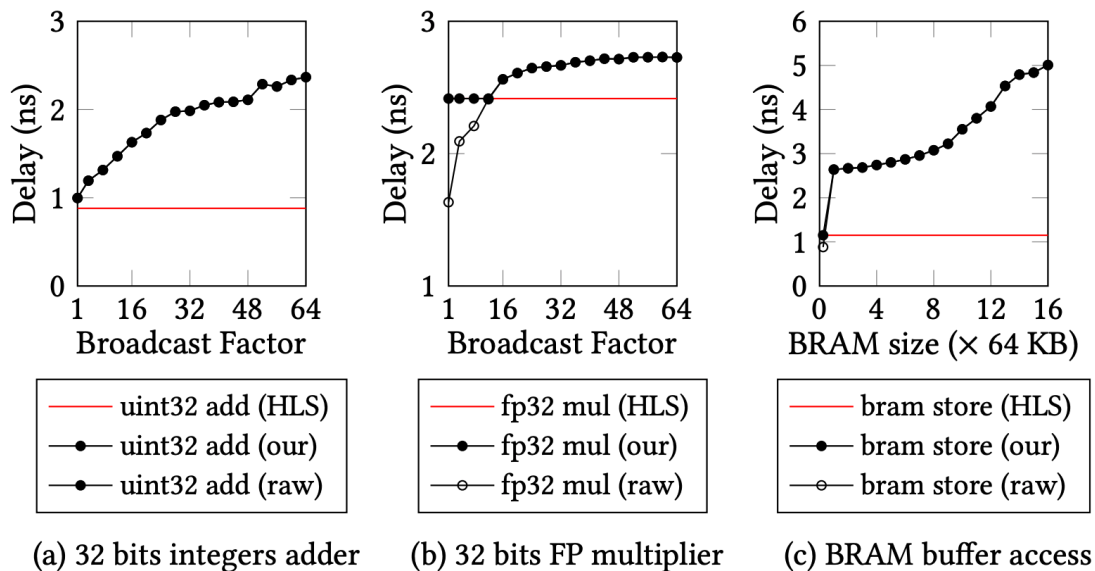 3
2
1
0
Delay (ns)
1 16 32 48 64
Broadcast Factor
uint32 add (HLS)
uint32 add (our)
uint32 add (raw)
(a) 32 bits integers adder
3
2
1
Delay (ns)
1 16 32 48 64
Broadcast Factor
fp32 mul (HLS)
fp32 mul (our)
fp32 mul (raw)
(b) 32 bits FP multiplier
6
5
4
3
2
1
0
Delay (ns)
0 4 8 12 16
BRAM size (× 64 KB)
bram store (HLS)
bram store (our)
bram store (raw)
(c) BRAM buffer access